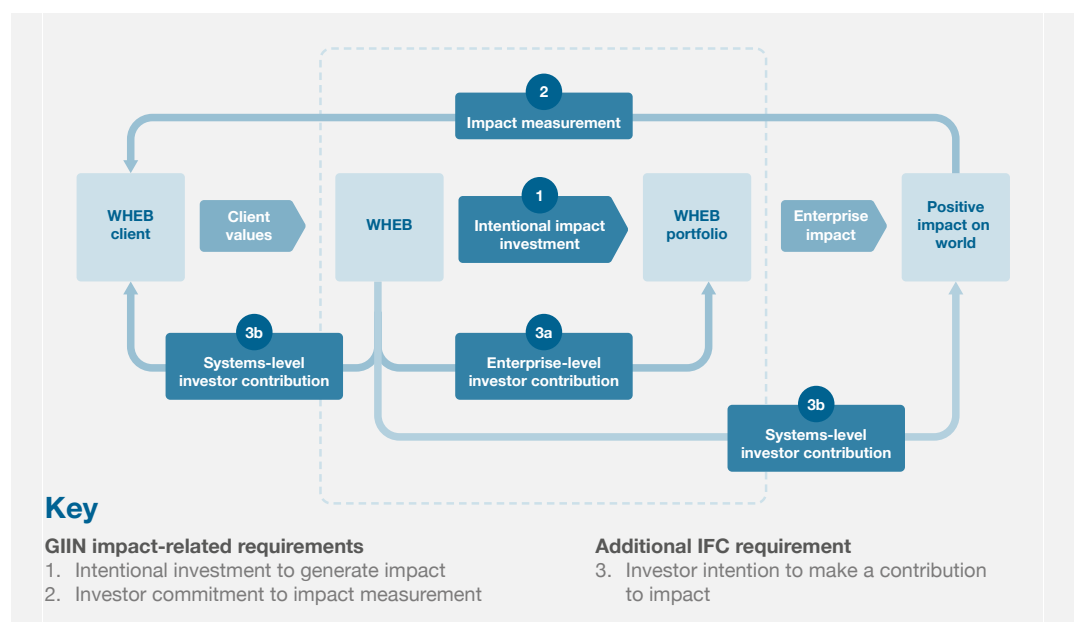 2
Impact measurement
WHEB
client
Client
values
WHEB
1
Intentional impact
investment
WHEB
portfolio
Enterprise
impact
Positive
impact on
world
3b
Systems-level
investor contribution
3a
Enterprise-level
investor contribution
3b
Systems-level
investor contribution
Key
GIIN impact-related requirements
1. Intentional investment to generate impact
2. Investor commitment to impact measurement
Additional IFC requirement
3. Investor intention to make a contribution
to impact